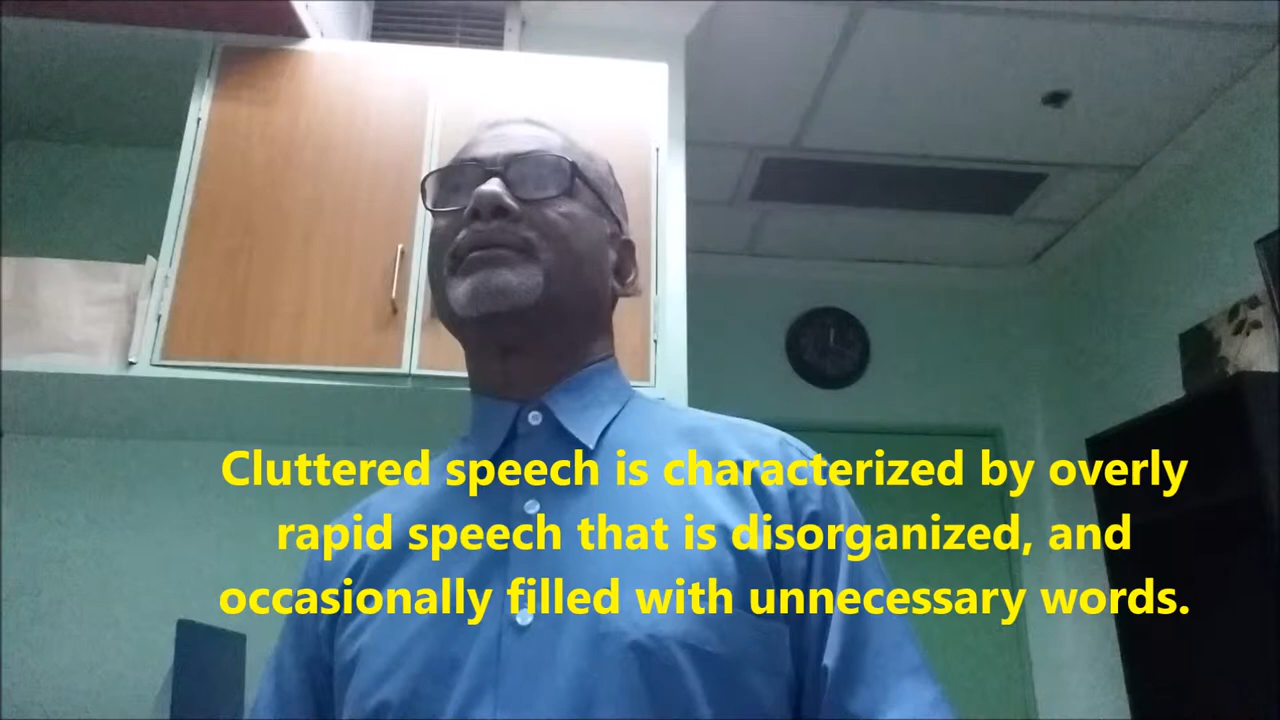 Cluttered speech is characterized by overly
rapid speech that is disorganized, and
occasionally filled with unnecessary words.